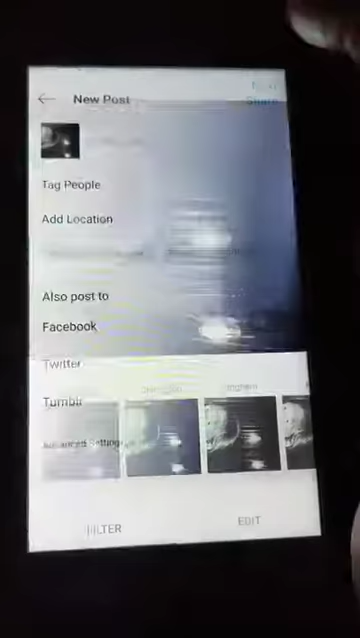 New Post
Share
Tag People
Add Location
Also post to
Facebook
Twitter
Tumblr
Advanced Settings
FILTER
EDIT